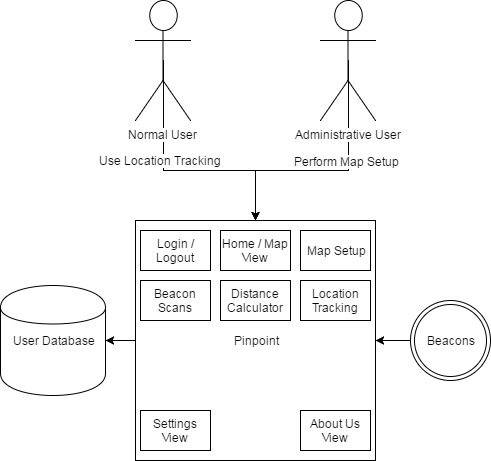 Normal User
Administrative User
Use Location Tracking
Perform Map Setup
Login /
Logout
Home / Map
View
Map Setup
Beacon
Scans
Distance
Calculator
Location
Tracking
User Database
Pinpoint
Beacons
Settings
View
About Us
View